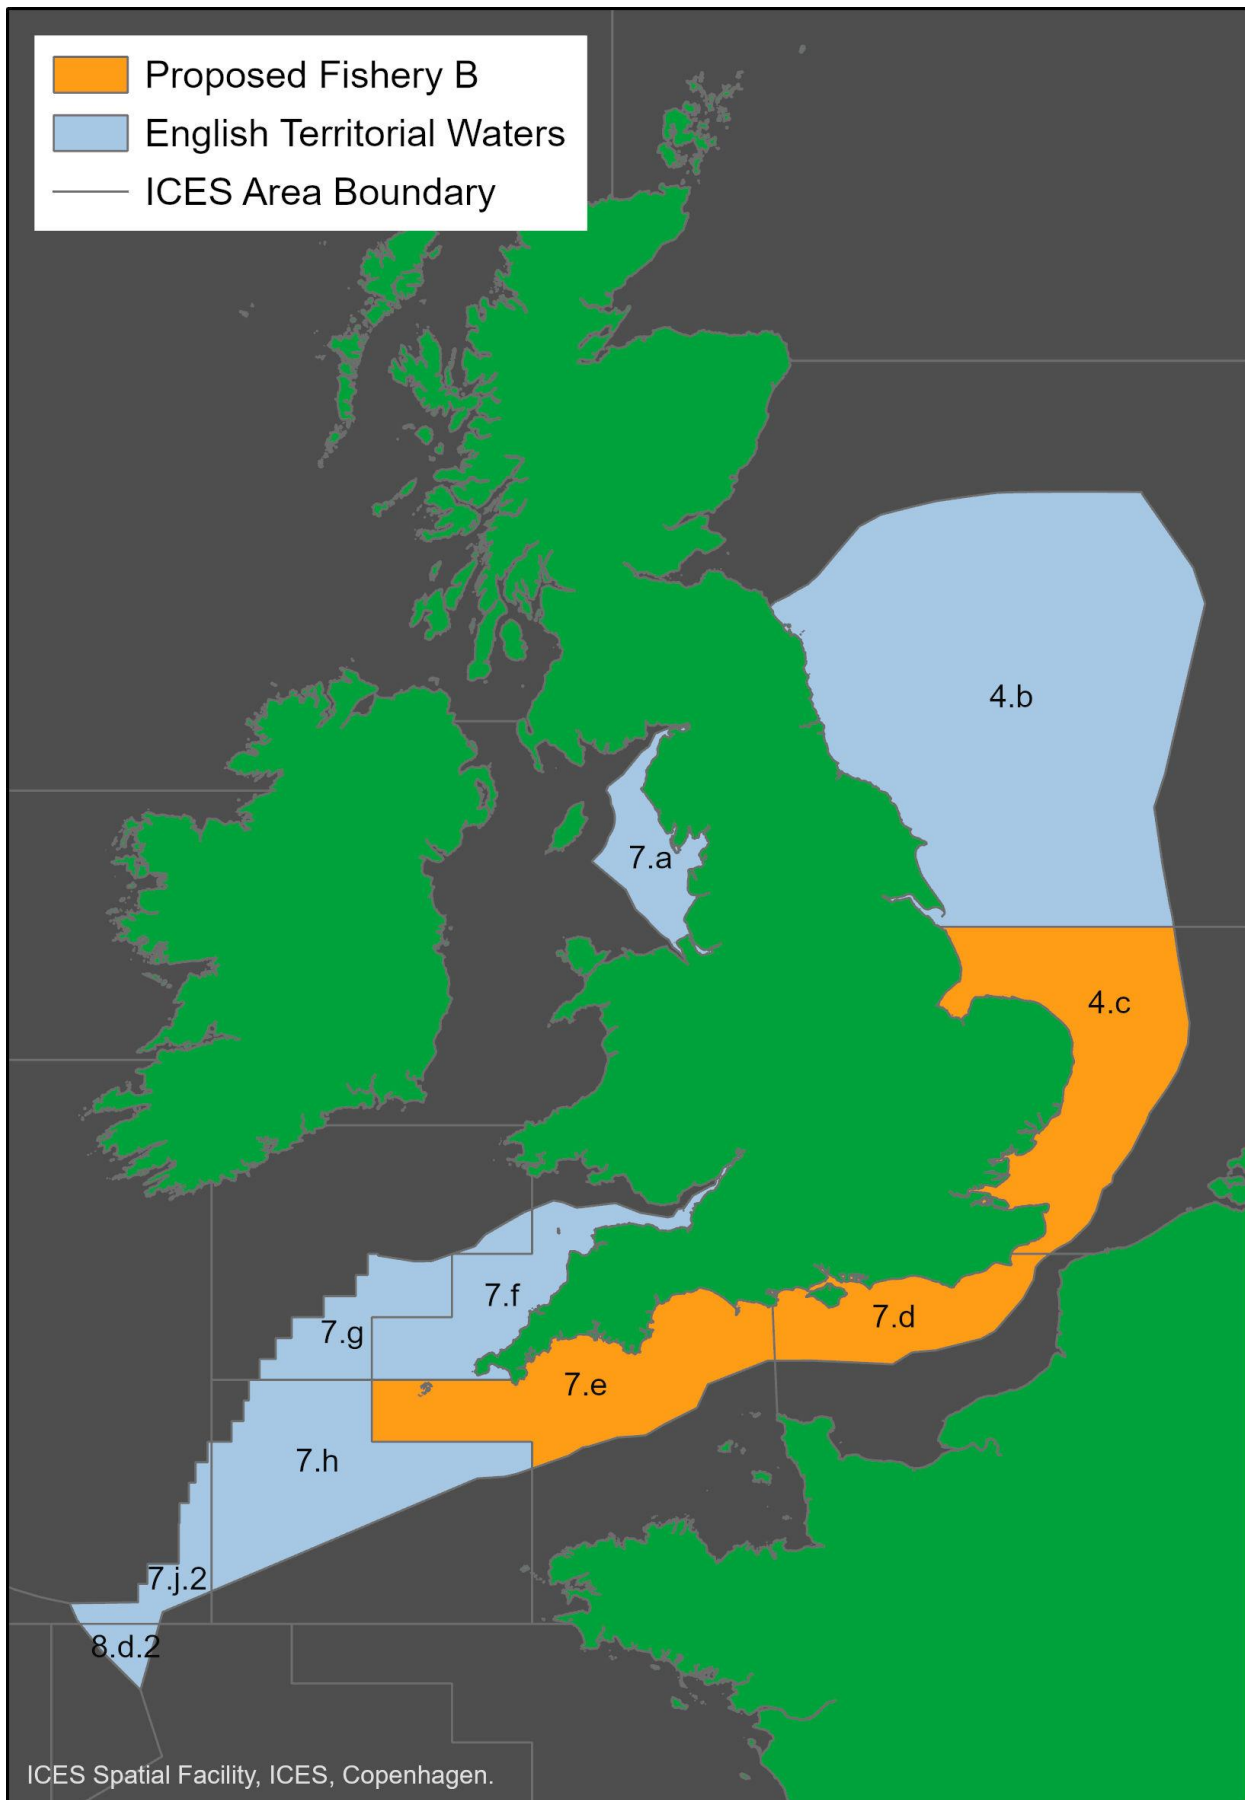 Proposed Fishery B
English Territorial Waters
ICES Area Boundary
4.b
7.a
4.c
7.f
7.g
7.d
7.e
7.h
7.j.2
8.d.2
ICES Spatial Facility, ICES, Copenhagen.